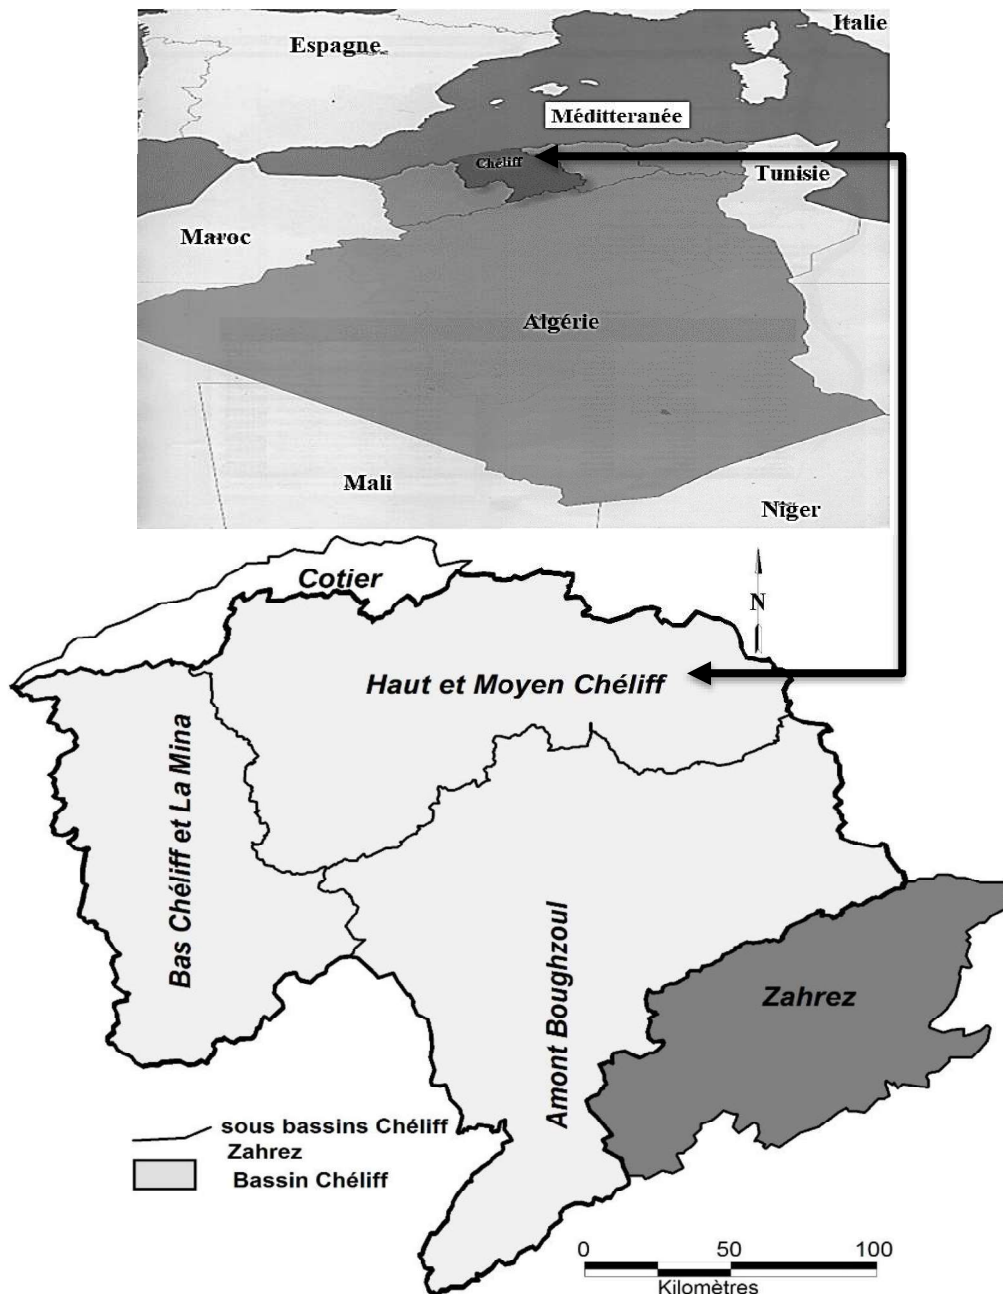 Italie
Espagne
Méditteranée
Chéliff
Tunisie
Maroc
Algérie
Mali
Niger
Cotier
N
Haut et Moyen Chéliff
Bas Chéliff et La Mina
Amont Boughzoul
Zahrez
sous bassins Chéliff
Zahrez
Bassin Chéliff
0 50 100
Kilomètres